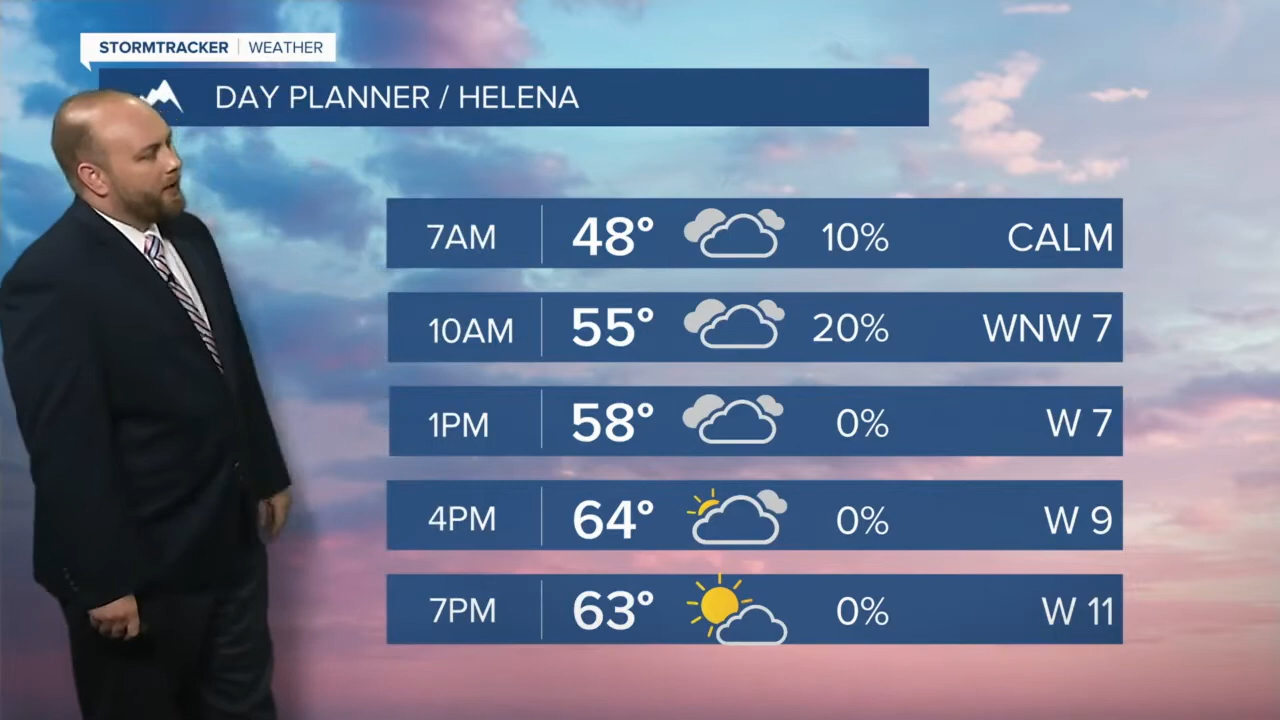 STORMTRACKER | WEATHER
DAY PLANNER / HELENA
7AM 48° 10% CALM
10AM 55° 20% WNW 7
1PM 58° 0% W 7
4PM 64° 0% W 9
7PM 63° 0% W 11